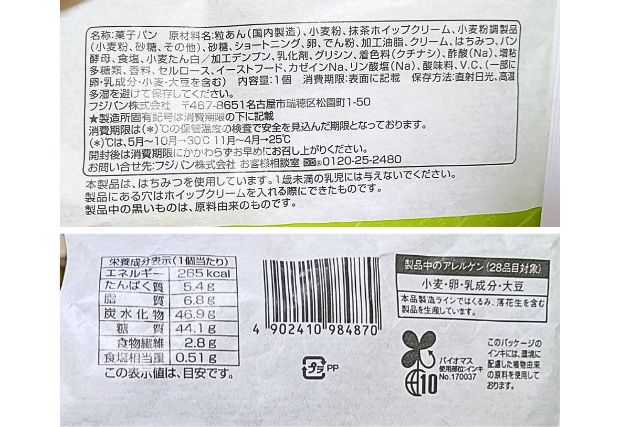 名称:菓子パン 原材料名:粒あん(国内製造)、小麦粉、抹茶ホイップクリーム、小麦粉調製品
(小麦粉、砂糖、その他)、砂糖、ショートニング、卵、でん粉、加工油脂、クリーム、はちみつ、パン
酵母、食塩、小麦たん白/加工デンプン、乳化剤、グリシン、着色料(クチナシ)、酢酸(Na)、増粘
多糖類、香料、セルロース、イーストフード、カゼインNa、リン酸塩(Na)、酸味料、V.C、(一部に
卵・乳成分・小麦・大豆を含む) 内容量:1個 消費期限:表面に記載 保存方法:直射日光、高温
多湿を避けて保存してください。
フジパン株式会社 〒467-8651名古屋市瑞穂区松園町1-50
★製造所固有記号は消費期限の下に記載
消費期限は(*)℃の保管温度の検査で安全を見込んだ期限となっております。
(*)℃は、5月～10月→30℃ 11月～4月→25℃
開封後は消費期限にかかわらずお早めにお召し上がりください。
お問い合せ先:フジパン株式会社 お客様相談室 0120-25-2480
本製品は、はちみつを使用しています。1歳未満の乳児には与えないでください。
製品にある穴はホイップクリームを入れる際にできたものです。
製品中の黒いものは、原料由来のものです。
栄養成分表示(1個当たり)
エネルギー 265 kcal
たんぱく質 5.4 g
脂質 6.8 g
炭水化物 46.9 g
糖質 44.1 g
食物繊維 2.8 g
食塩相当量 0.51 g
この表示値は、目安です。
4 902410 984870
プラ PP
製品中のアレルゲン(28品目対象)
小麦・卵・乳成分・大豆
本品製造ラインではくるみ、落花生を含む
製品を生産しています。
バイオマス
使用部位:インキ
No.170037
10
このパッケージの
インキには、環境に
配慮した植物由来
の原料を使用して
おります。